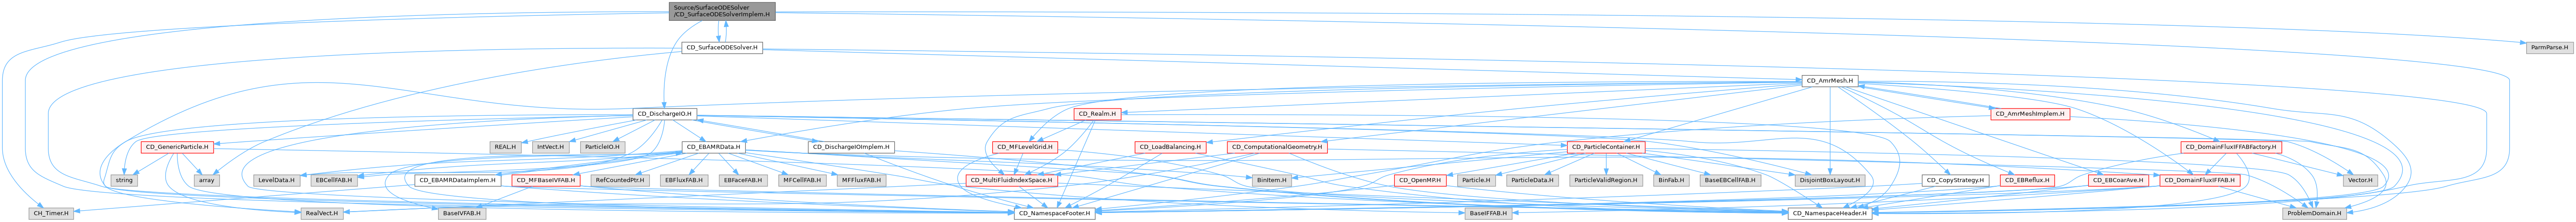 Source/SurfaceODESolver
/CD_SurfaceODESolverImplem.H
CD_SurfaceODESolver.H
ParmParse.H
CD_AmrMesh.H
CD_DischargeIO.H
CD_Realm.H
CD_AmrMeshImplem.H
CD_GenericParticle.H
REAL.H
IntVect.H
ParticleIO.H
CD_EBAMRData.H
CD_DischargeIOImplem.H
CD_MFLevelGrid.H
CD_LoadBalancing.H
CD_ComputationalGeometry.H
CD_ParticleContainer.H
CD_DomainFluxIFFABFactory.H
string
array
LevelData.H
EBCellFAB.H
CD_EBAMRDataImplem.H
CD_MFBaseIVFAB.H
RefCountedPtr.H
EBFluxFAB.H
EBFaceFAB.H
MFCellFAB.H
MFFluxFAB.H
CD_MultiFluidIndexSpace.H
BinItem.H
CD_OpenMP.H
Particle.H
ParticleData.H
ParticleValidRegion.H
BinFab.H
BaseEBCellFAB.H
DisjointBoxLayout.H
CD_CopyStrategy.H
CD_EBReflux.H
CD_EBCoarAve.H
CD_DomainFluxIFFAB.H
Vector.H
CH_Timer.H
RealVect.H
BaseIVFAB.H
CD_NamespaceFooter.H
BaseIFFAB.H
CD_NamespaceHeader.H
ProblemDomain.H